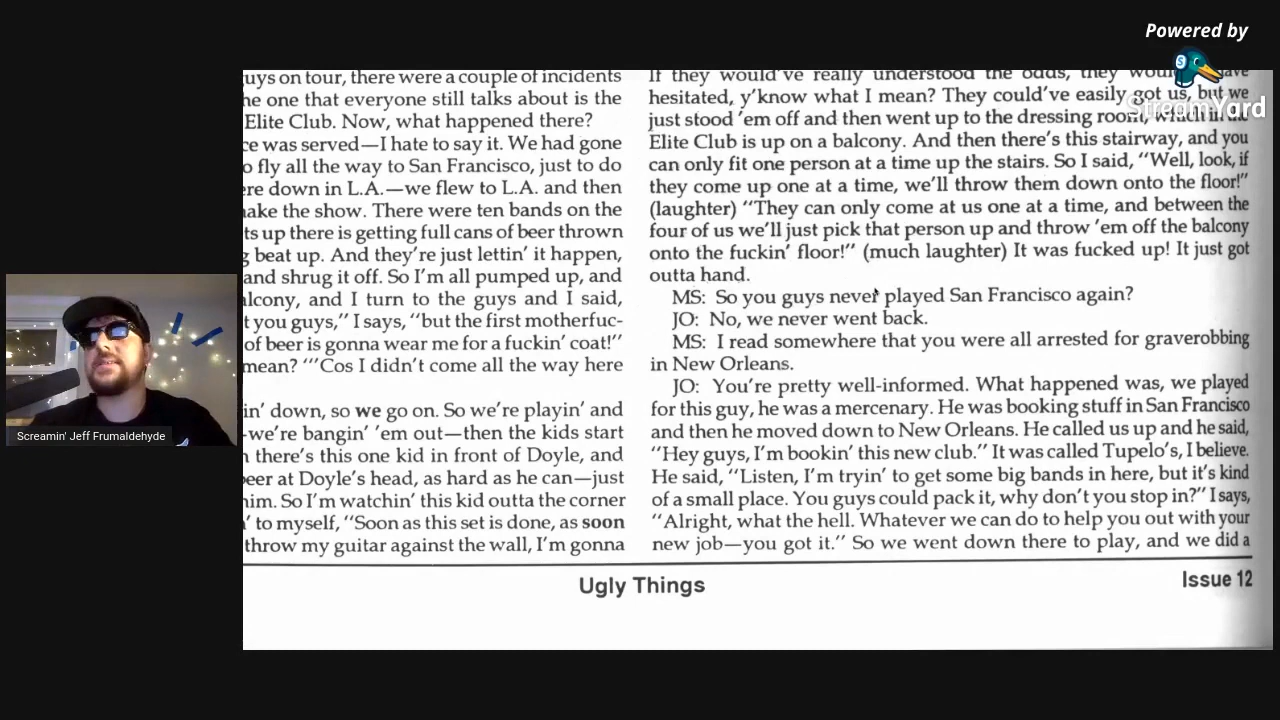 Powered by
StreamYard
uys on tour, there were a couple of incidents
he one that everyone still talks about is the
Elite Club. Now, what happened there?
ce was served—I hate to say it. We had gone
o fly all the way to San Francisco, just to do
ere down in L.A.—we flew to L.A. and then
ake the show. There were ten bands on the
ts up there is getting full cans of beer thrown
g beat up. And they're just lettin' it happen,
and shrug it off. So I'm all pumped up, and
alcony, and I turn to the guys and I said,
t you guys," I says, "but the first motherfuc-
of beer is gonna wear me for a fuckin' coat!"
mean? "'Cos I didn't come all the way here
in' down, so we go on. So we're playin' and
-we're bangin' 'em out—then the kids start
n there's this one kid in front of Doyle, and
beer at Doyle's head, as hard as he can—just
him. So I'm watchin' this kid outta the corner
' to myself, "Soon as this set is done, as soon
throw my guitar against the wall, I'm gonna
If they would've really understood the odds, they
hesitated, y'know what I mean? They could've easily got us, but we
just stood 'em off and then went up to the dressing room, which in the
Elite Club is up on a balcony. And then there's this stairway, and you
can only fit one person at a time up the stairs. So I said, "Well, look, if
they come up one at a time, we'll throw them down onto the floor!"
(laughter) "They can only come at us one at a time, and between the
four of us we'll just pick that person up and throw 'em off the balcony
onto the fuckin' floor!" (much laughter) It was fucked up! It just got
outta hand.
MS: So you guys never played San Francisco again?
JO: No, we never went back.
MS: I read somewhere that you were all arrested for graverobbing
in New Orleans.
JO: You're pretty well-informed. What happened was, we played
for this guy, he was a mercenary. He was booking stuff in San Francisco
and then he moved down to New Orleans. He called us up and he said,
"Hey guys, I'm bookin' this new club." It was called Tupelo's, I believe.
He said, "Listen, I'm tryin' to get some big bands in here, but it's kind
of a small place. You guys could pack it, why don't you stop in?" I says,
"Alright, what the hell. Whatever we can do to help you out with your
new job—you got it." So we went down there to play, and we did a
Ugly Things
Issue 12
Screamin' Jeff Frumaldehyde